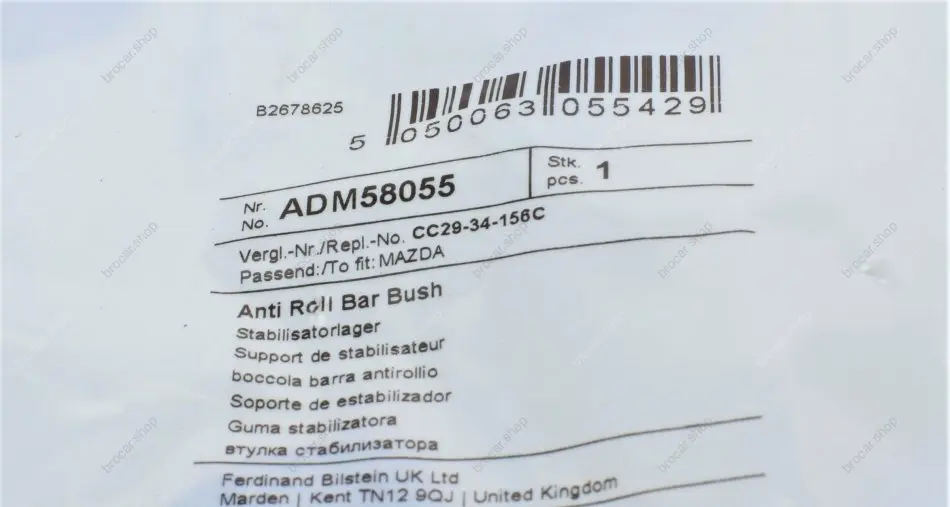 B2678625
5 050063 055429
Nr.
No. ADM58055
Stk.
pcs. 1
Vergl.-Nr./Repl.-No. CC29-34-156C
Passend:/To fit: MAZDA
Anti Roll Bar Bush
Stabilisatorlager
Support de stabilisateur
boccola barra antirollio
Soporte de estabilizador
Guma stabilizatora
втулка стабилизатора
Ferdinand Bilstein UK Ltd
Marden | Kent TN12 9QJ | United Kingdom
brocar.shop